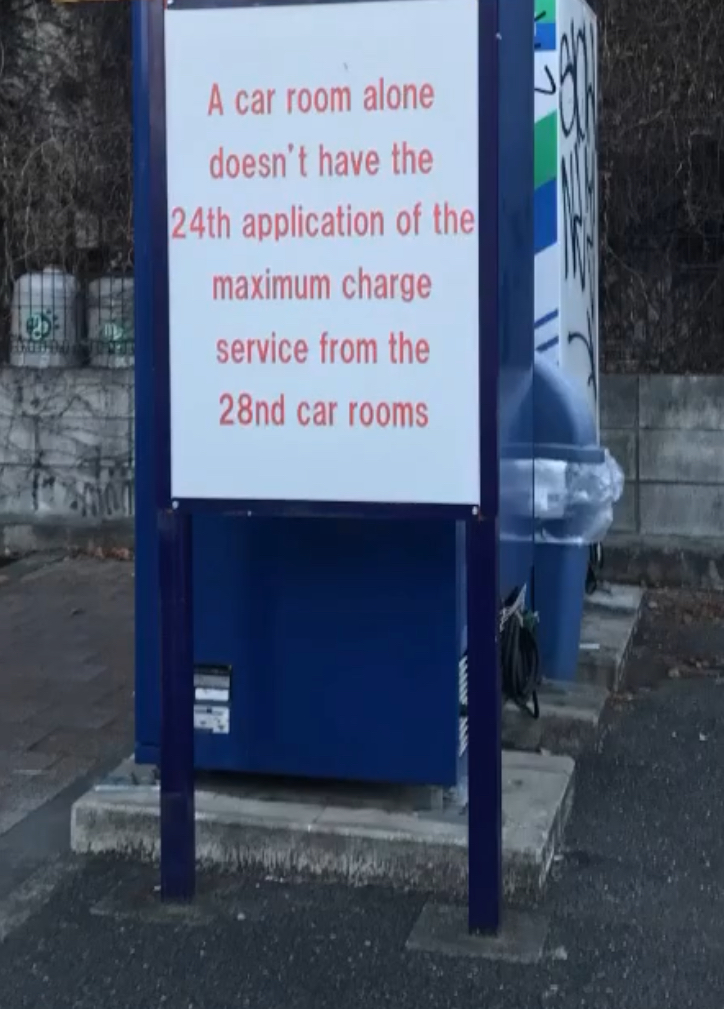 A car room alone
doesn't have the
24th application of the
maximum charge
service from the
28nd car rooms